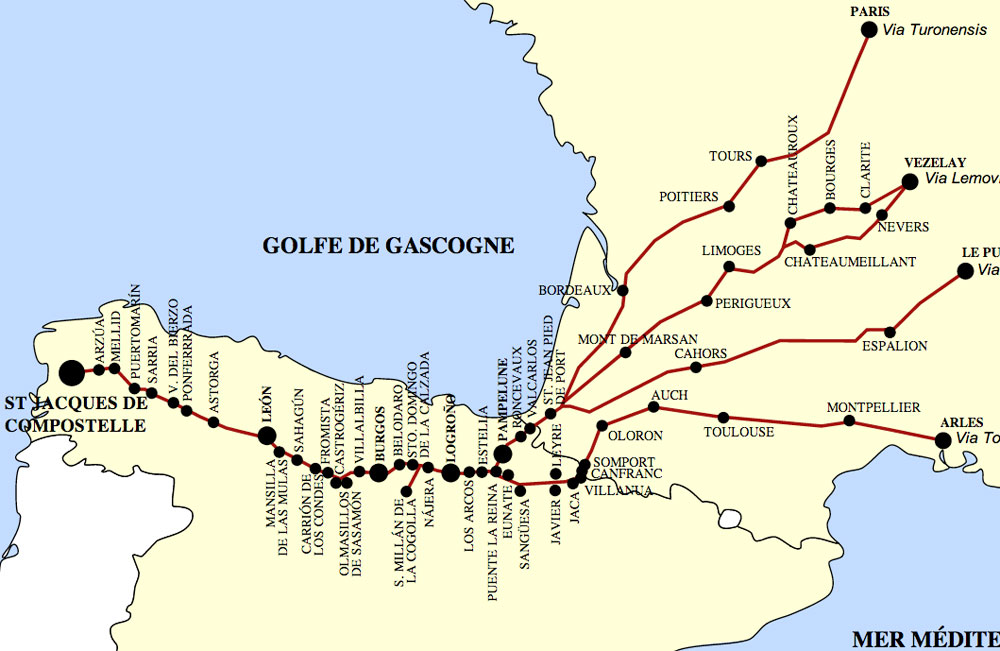 PARIS
Via Turonensis
TOURS
POITIERS
CHATEAUROUX
BOURGES
CLARITE
VEZELAY
Via Lemovi
NEVERS
CHATEAUMEILLANT
LIMOGES
PERIGUEUX
LE PU
Via
GOLFE DE GASCOGNE
BORDEAUX
MONT DE MARSAN
CAHORS
ESPALION
AUCH
TOULOUSE
MONTPELLIER
ARLES
Via To
OLORON
SOMPORT
CANFRANC
VILLANUA
ST JACQUES DE
COMPOSTELLE
ARZÚA
MELLID
PUERTOMARÍN
SARRIA
V. DEL BIERZO
PONFERRRADA
ASTORGA
LEÓN
MANSILLA
DE LAS MULAS
SAHAGÚN
CARRIÓN DE
LOS CONDES
FROMISTA
CASTROGERIZ
OLMASILLOS
DE SASAMÓN
VILLALBILLA
BURGOS
BELODARO
S. MILLÁN DE
LA COGOLLA
STO. DOMINGO
DE LA CALZADA
NÁJERA
LOGROÑO
LOS ARCOS
ESTELIA
PUENTE LA REINA
EUNATE
PAMPELUNE
SANGÜESA
RONCEVAUX
VALCARLOS
ST. JEAN PIED
DE PORT
LEYRE
JAVIER
JACA
MER MÉDITE